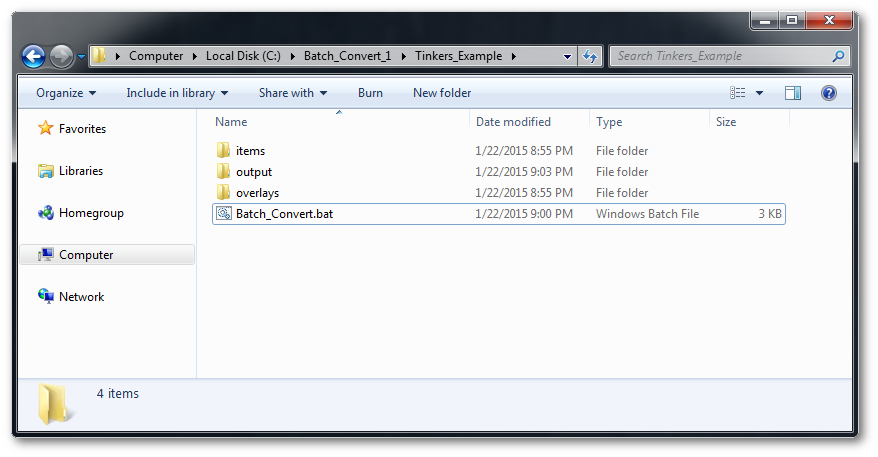 Computer Local Disk (C:) Batch_Convert_1 Tinkers_Example Search Tinkers_Example
Organize Include in library Share with Burn New folder
Favorites
Libraries
Homegroup
Computer
Network
Name Date modified Type Size
items 1/22/2015 8:55 PM File folder
output 1/22/2015 9:03 PM File folder
overlays 1/22/2015 8:55 PM File folder
Batch_Convert.bat 1/22/2015 9:00 PM Windows Batch File 3 KB
4 items